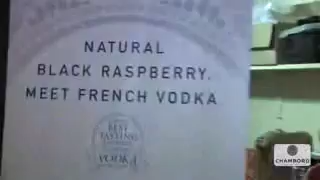 NATURAL
BLACK RASPBERRY.
MEET FRENCH VODKA
BEST
TASTING
VODKA
CHAMBORD